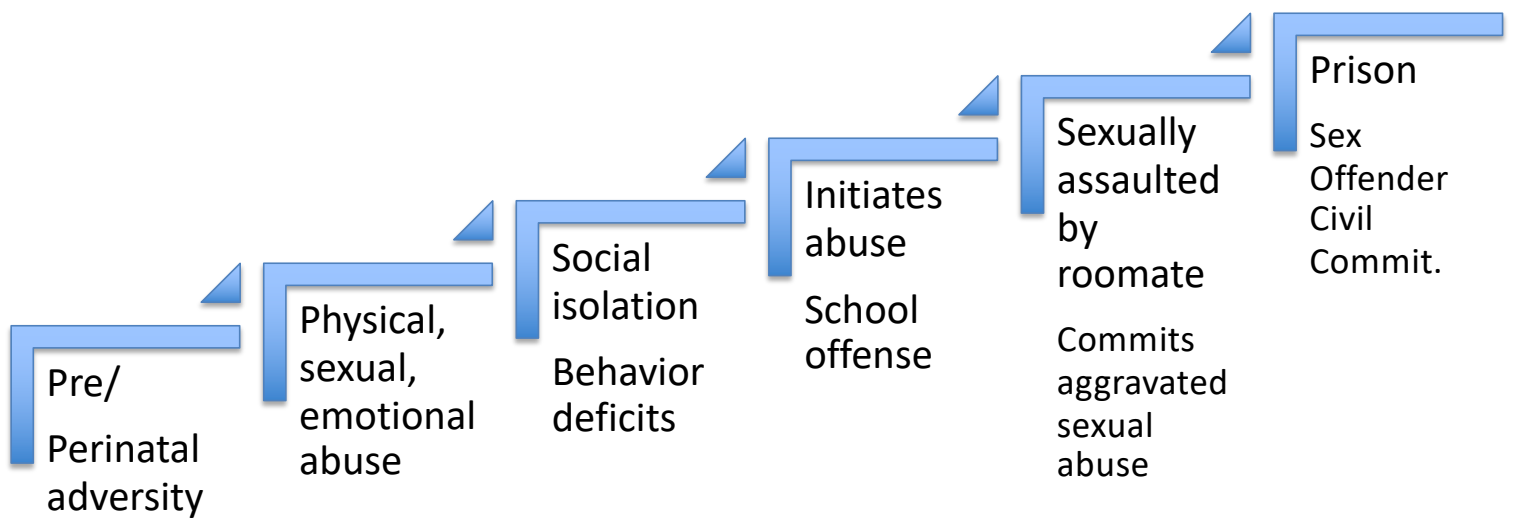 Pre/
Perinatal
adversity
Physical,
sexual,
emotional
abuse
Social
isolation
Behavior
deficits
Initiates
abuse
School
offense
Sexually
assaulted
by
roomate
Commits
aggravated
sexual
abuse
Prison
Sex
Offender
Civil
Commit.